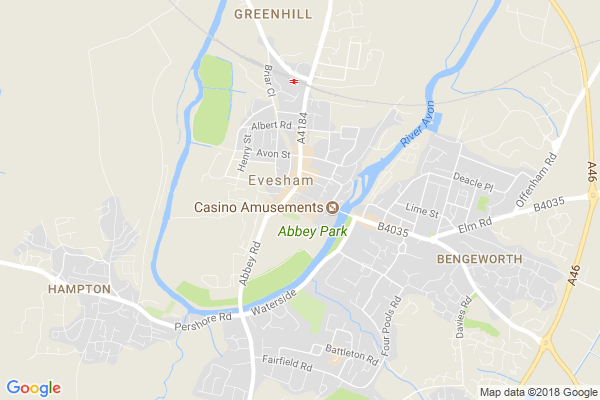 GREENHILL
Briar Cl
A4184
Albert Rd
Henry St
Avon St
River Avon
Evesham
Deacle Pl
Offenham Rd
A46
Casino Amusements
Lime St
B4035
Elm Rd
Abbey Park
B4035
Abbey Rd
BENGEWORTH
A46
HAMPTON
Waterside
Pershore Rd
Four Pools Rd
Davies Rd
Battleton Rd
Fairfield Rd
Google
Map data ©2018 Google